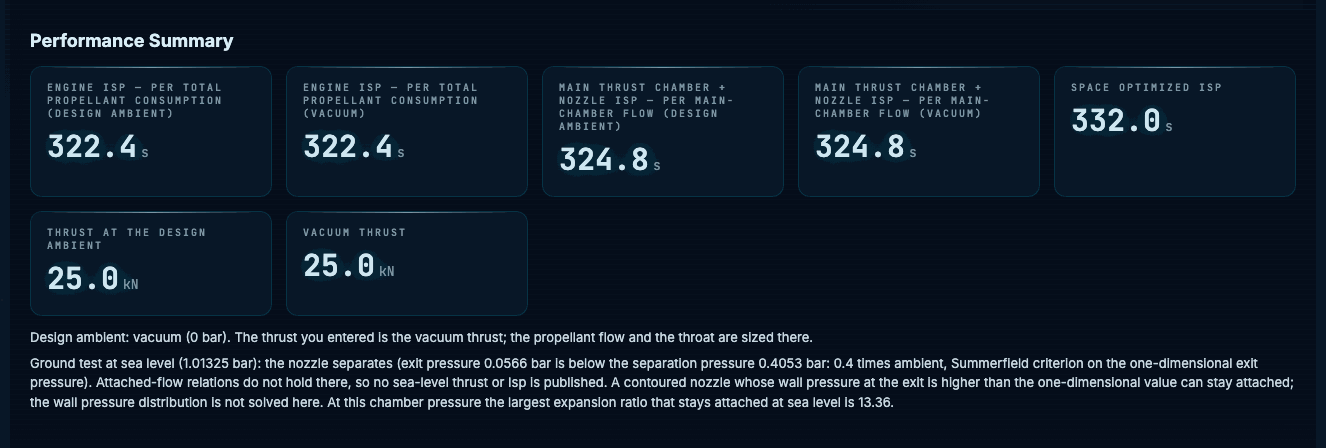 Performance Summary
ENGINE ISP — PER TOTAL
PROPELLANT CONSUMPTION
(DESIGN AMBIENT)
322.4 s
ENGINE ISP — PER TOTAL
PROPELLANT CONSUMPTION
(VACUUM)
322.4 s
MAIN THRUST CHAMBER +
NOZZLE ISP — PER MAIN-
CHAMBER FLOW (DESIGN
AMBIENT)
324.8 s
MAIN THRUST CHAMBER +
NOZZLE ISP — PER MAIN-
CHAMBER FLOW (VACUUM)
324.8 s
SPACE OPTIMIZED ISP
332.0 s
THRUST AT THE DESIGN
AMBIENT
25.0 kN
VACUUM THRUST
25.0 kN
Design ambient: vacuum (0 bar). The thrust you entered is the vacuum thrust; the propellant flow and the throat are sized there.
Ground test at sea level (1.01325 bar): the nozzle separates (exit pressure 0.0566 bar is below the separation pressure 0.4053 bar: 0.4 times ambient, Summerfield criterion on the one-dimensional exit
pressure). Attached-flow relations do not hold there, so no sea-level thrust or Isp is published. A contoured nozzle whose wall pressure at the exit is higher than the one-dimensional value can stay attached;
the wall pressure distribution is not solved here. At this chamber pressure the largest expansion ratio that stays attached at sea level is 13.36.